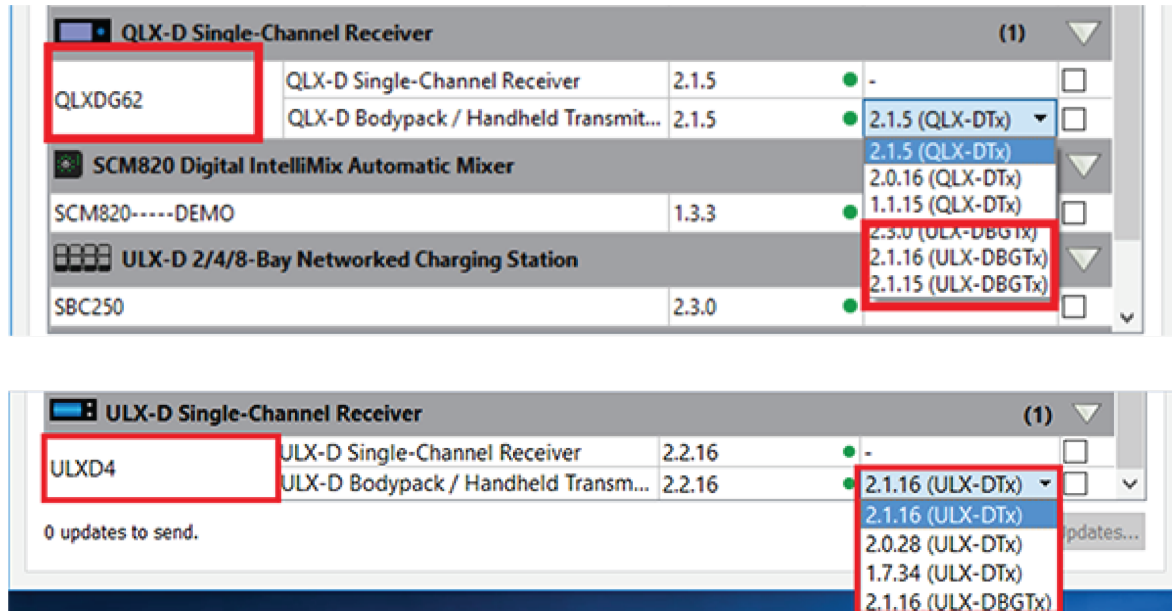 QLX-D Single-Channel Receiver (1)
QLXDG62
QLX-D Single-Channel Receiver 2.1.5 -
QLX-D Bodypack / Handheld Transmit... 2.1.5 2.1.5 (QLX-DTx)
2.1.5 (QLX-DTx)
2.0.16 (QLX-DTx)
1.1.15 (QLX-DTx)
2.3.0 (ULX-DBGTx)
2.1.16 (ULX-DBGTx)
2.1.15 (ULX-DBGTx)
SCM820 Digital IntelliMix Automatic Mixer
SCM820-----DEMO 1.3.3
ULX-D 2/4/8-Bay Networked Charging Station
SBC250 2.3.0
ULX-D Single-Channel Receiver (1)
ULXD4
ULX-D Single-Channel Receiver 2.2.16 -
ULX-D Bodypack / Handheld Transm... 2.2.16 2.1.16 (ULX-DTx)
2.1.16 (ULX-DTx)
2.0.28 (ULX-DTx)
1.7.34 (ULX-DTx)
2.1.16 (ULX-DBGTx)
0 updates to send.